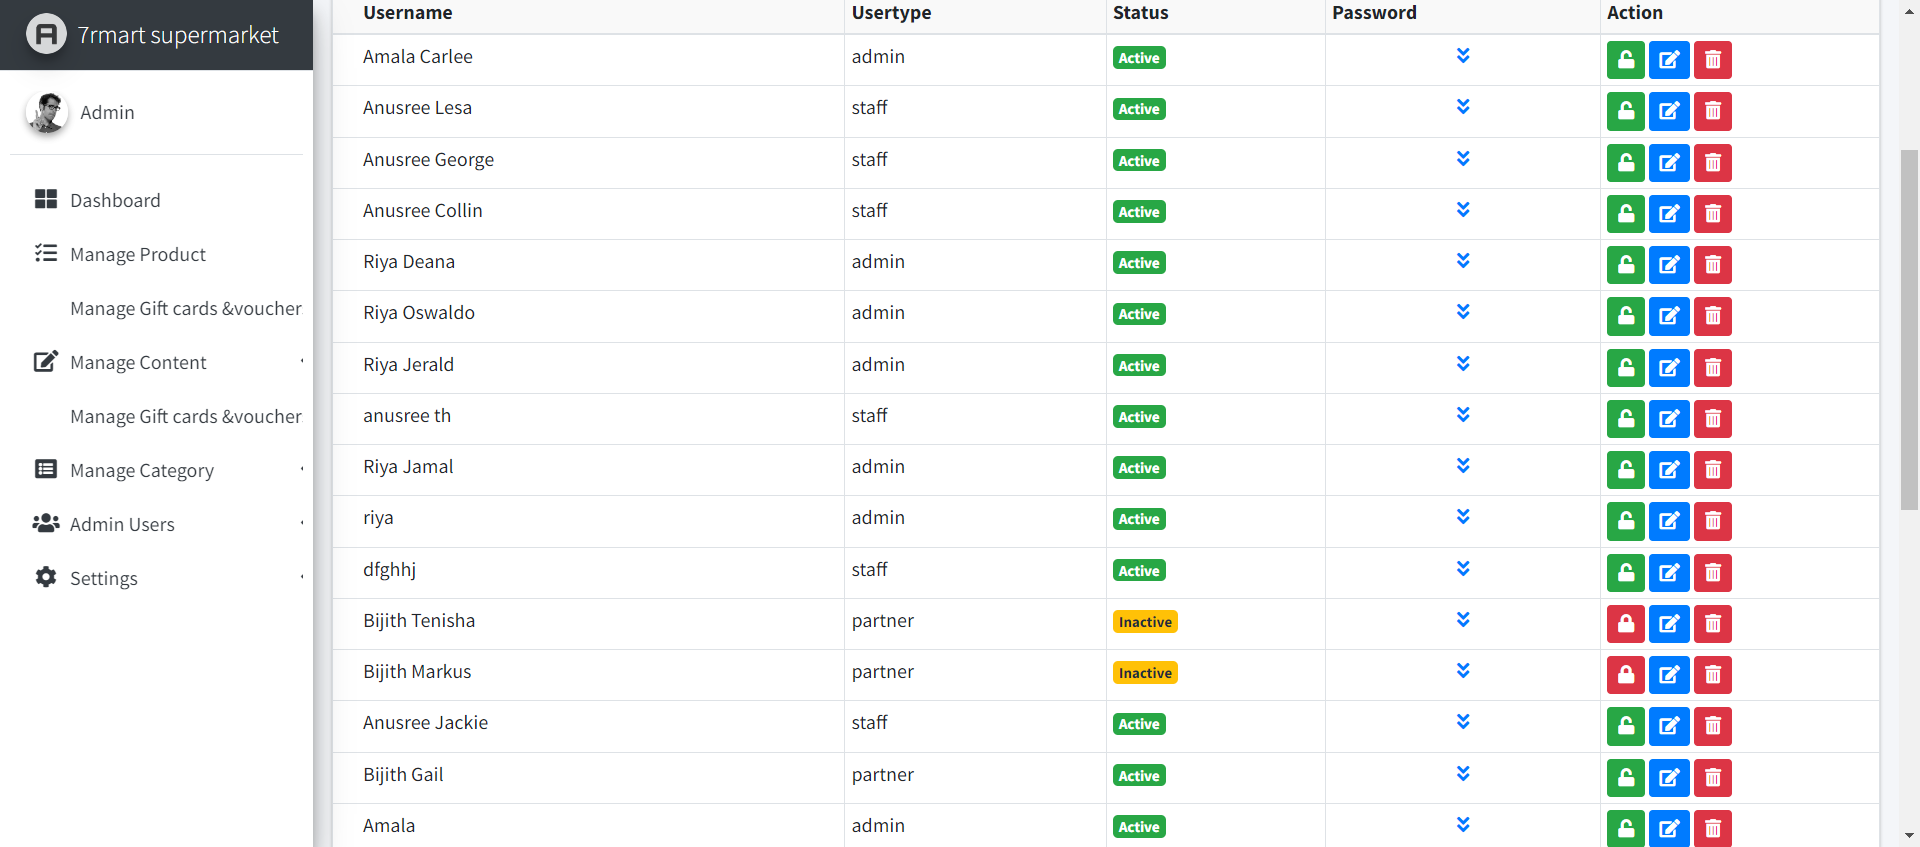 7rmart supermarket
Admin
Dashboard
Manage Product
Manage Gift cards &voucher
Manage Content
Manage Gift cards &voucher
Manage Category
Admin Users
Settings
Username Usertype Status Password Action
Amala Carlee admin Active
Anusree Lesa staff Active
Anusree George staff Active
Anusree Collin staff Active
Riya Deana admin Active
Riya Oswaldo admin Active
Riya Jerald admin Active
anusree th staff Active
Riya Jamal admin Active
riya admin Active
dfghhj staff Active
Bijith Tenisha partner Inactive
Bijith Markus partner Inactive
Anusree Jackie staff Active
Bijith Gail partner Active
Amala admin Active